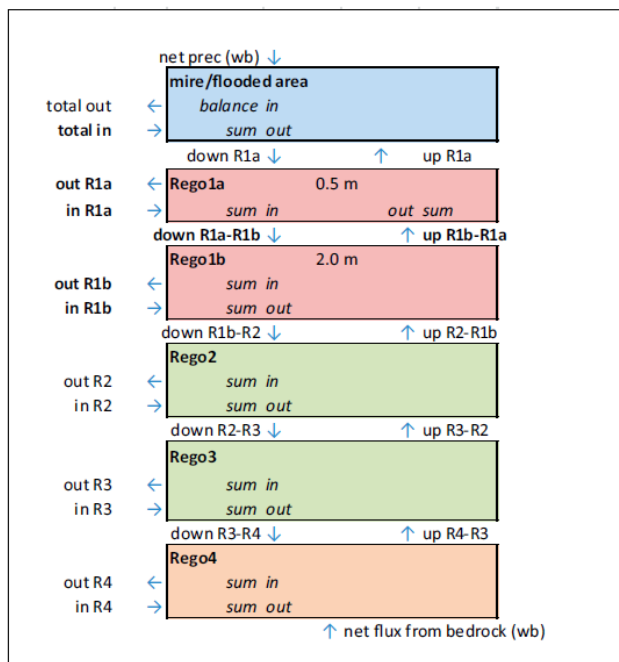 net prec (wb) ↓
mire/flooded area
total out ← balance in
total in → sum out
down R1a ↓ ↑ up R1a
out R1a ← Rego1a 0.5 m
in R1a → sum in out sum
down R1a-R1b ↓ ↑ up R1b-R1a
Rego1b 2.0 m
out R1b ← sum in
in R1b → sum out
down R1b-R2 ↓ ↑ up R2-R1b
Rego2
out R2 ← sum in
in R2 → sum out
down R2-R3 ↓ ↑ up R3-R2
Rego3
out R3 ← sum in
in R3 → sum out
down R3-R4 ↓ ↑ up R4-R3
Rego4
out R4 ← sum in
in R4 → sum out
↑ net flux from bedrock (wb)